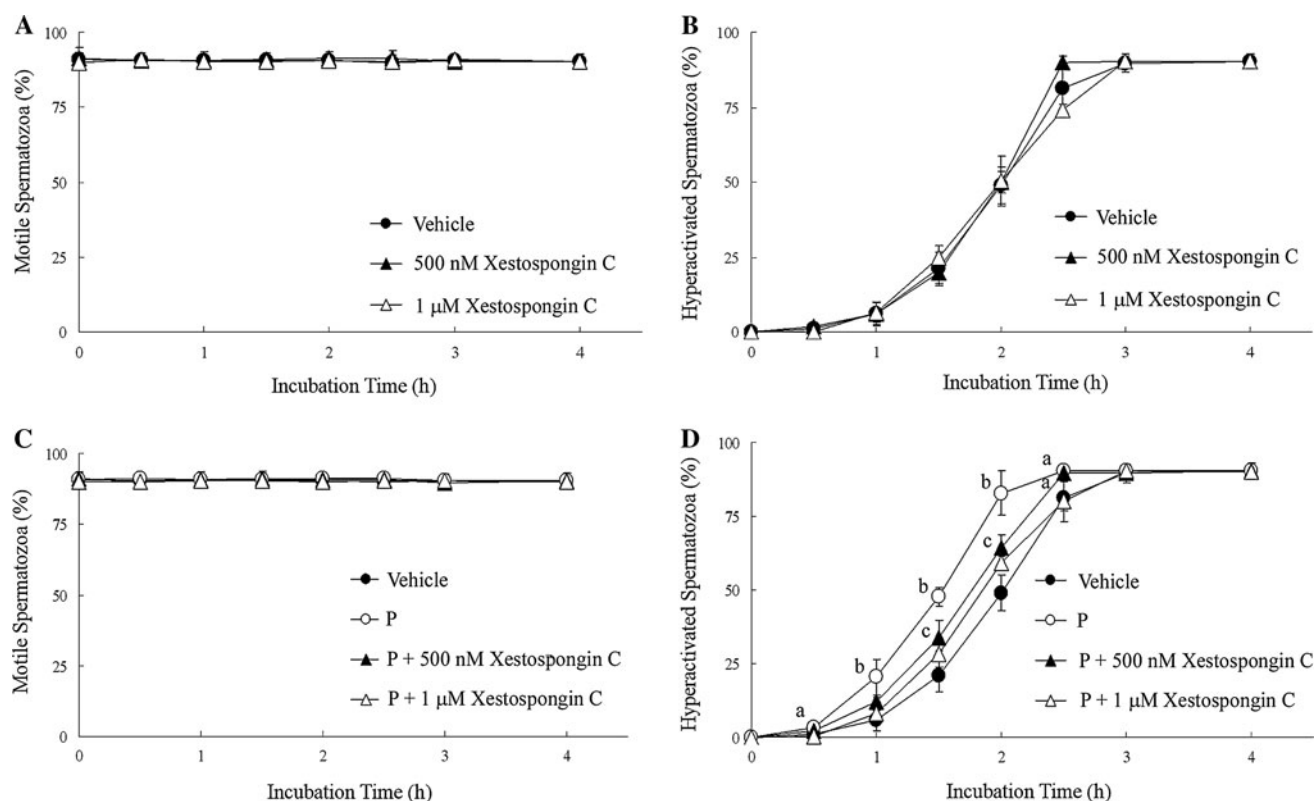 A
100
75
50
25
0
Motile Spermatozoa (%)
Vehicle
500 nM Xestospongin C
1 μM Xestospongin C
0 1 2 3 4
Incubation Time (h)
B
100
75
50
25
0
Hyperactivated Spermatozoa (%)
Vehicle
500 nM Xestospongin C
1 μM Xestospongin C
0 1 2 3 4
Incubation Time (h)
C
100
75
50
25
0
Motile Spermatozoa (%)
Vehicle
P
P + 500 nM Xestospongin C
P + 1 μM Xestospongin C
0 1 2 3 4
Incubation Time (h)
D
100
75
50
25
0
Hyperactivated Spermatozoa (%)
a
b
b
c
b
c
a
a
Vehicle
P
P + 500 nM Xestospongin C
P + 1 μM Xestospongin C
0 1 2 3 4
Incubation Time (h)